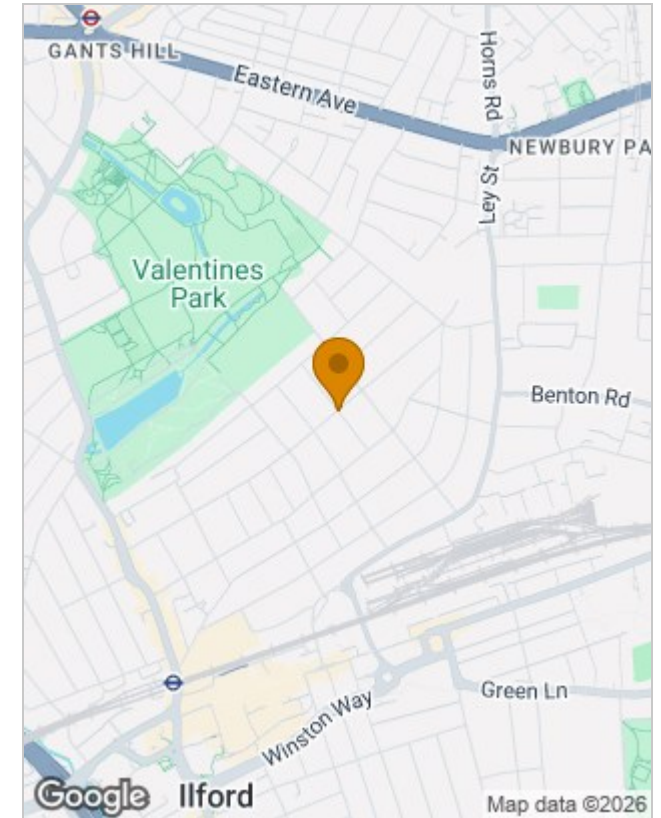 GANTS HILL
Eastern Ave
Horns Rd
NEWBURY PA
Ley St
Valentines
Park
Benton Rd
Green Ln
Winston Way
Google
Ilford
Map data ©2026